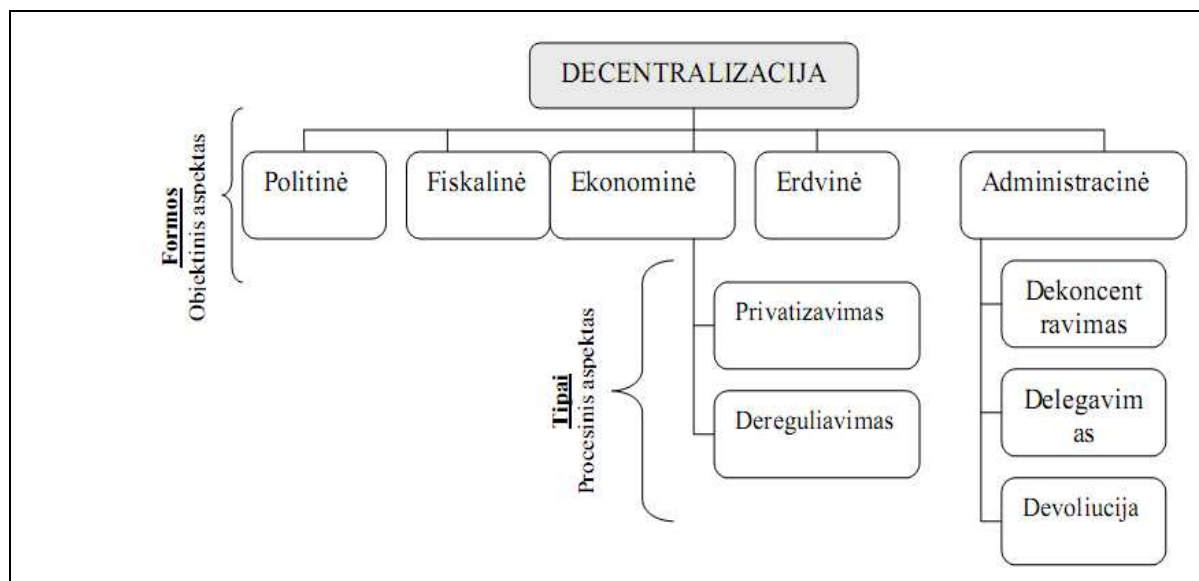 DECENTRALIZACIJA
Formos
Objektinis aspektas
Politinė
Fiskalinė
Ekonominė
Erdvinė
Administracinė
Tipai
Procesinis aspektas
Privatizavimas
Dereguliavimas
Dekoncent
ravimas
Delegavim
as
Devoliucija